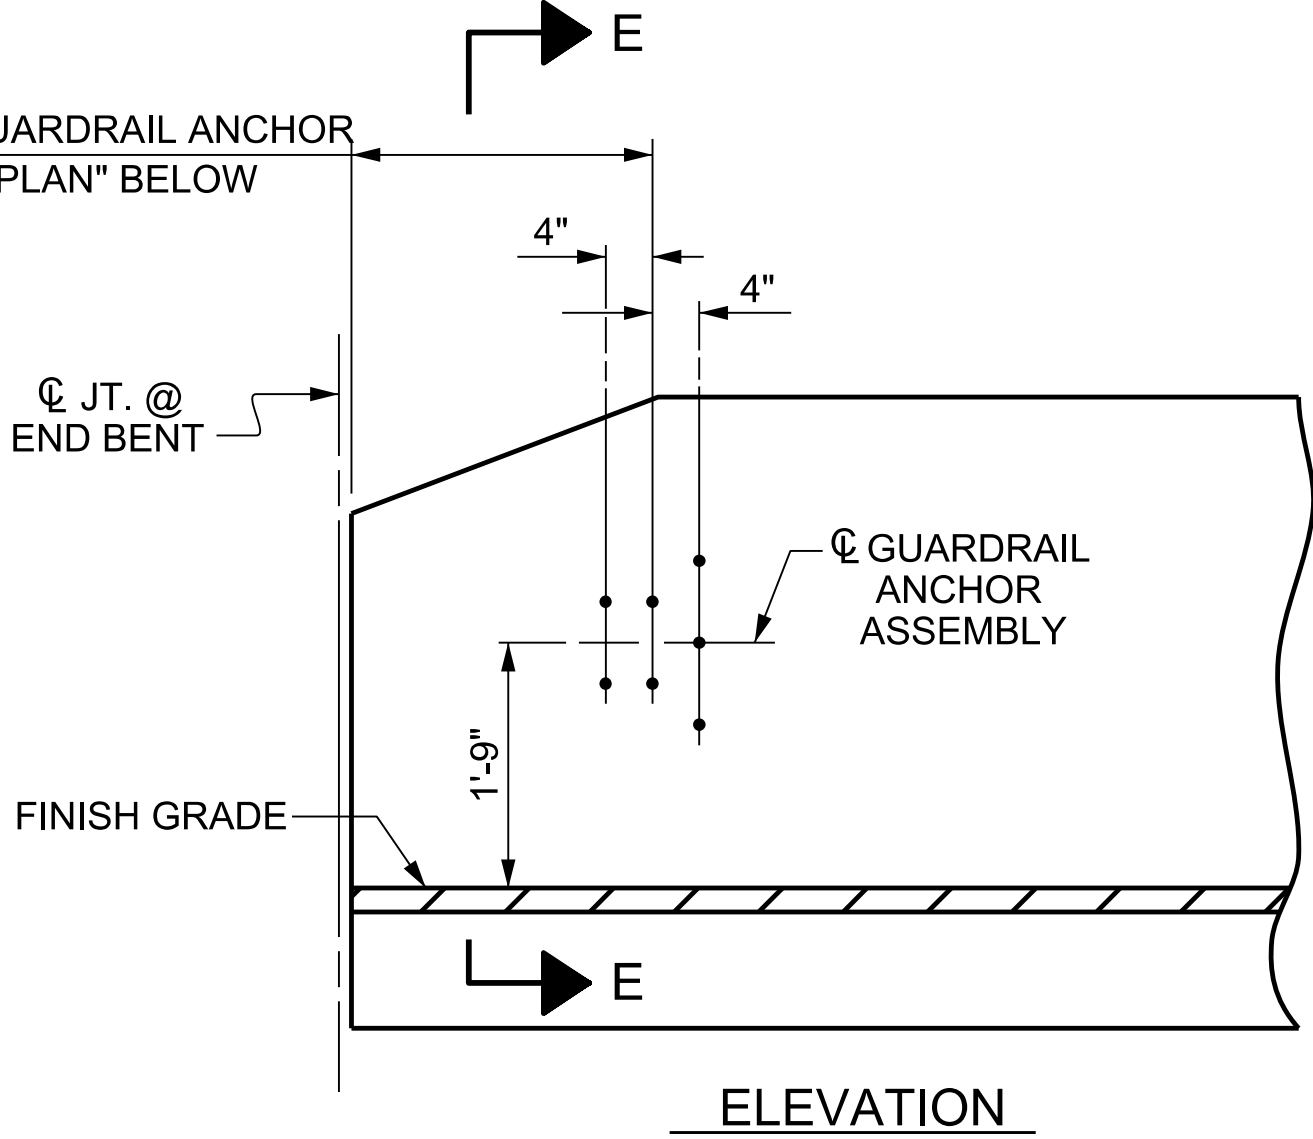 E
UARDRAIL ANCHOR
PLAN" BELOW
4"
4"
℄ JT. @
END BENT
℄ GUARDRAIL
ANCHOR
ASSEMBLY
1'-9"
FINISH GRADE
E
ELEVATION